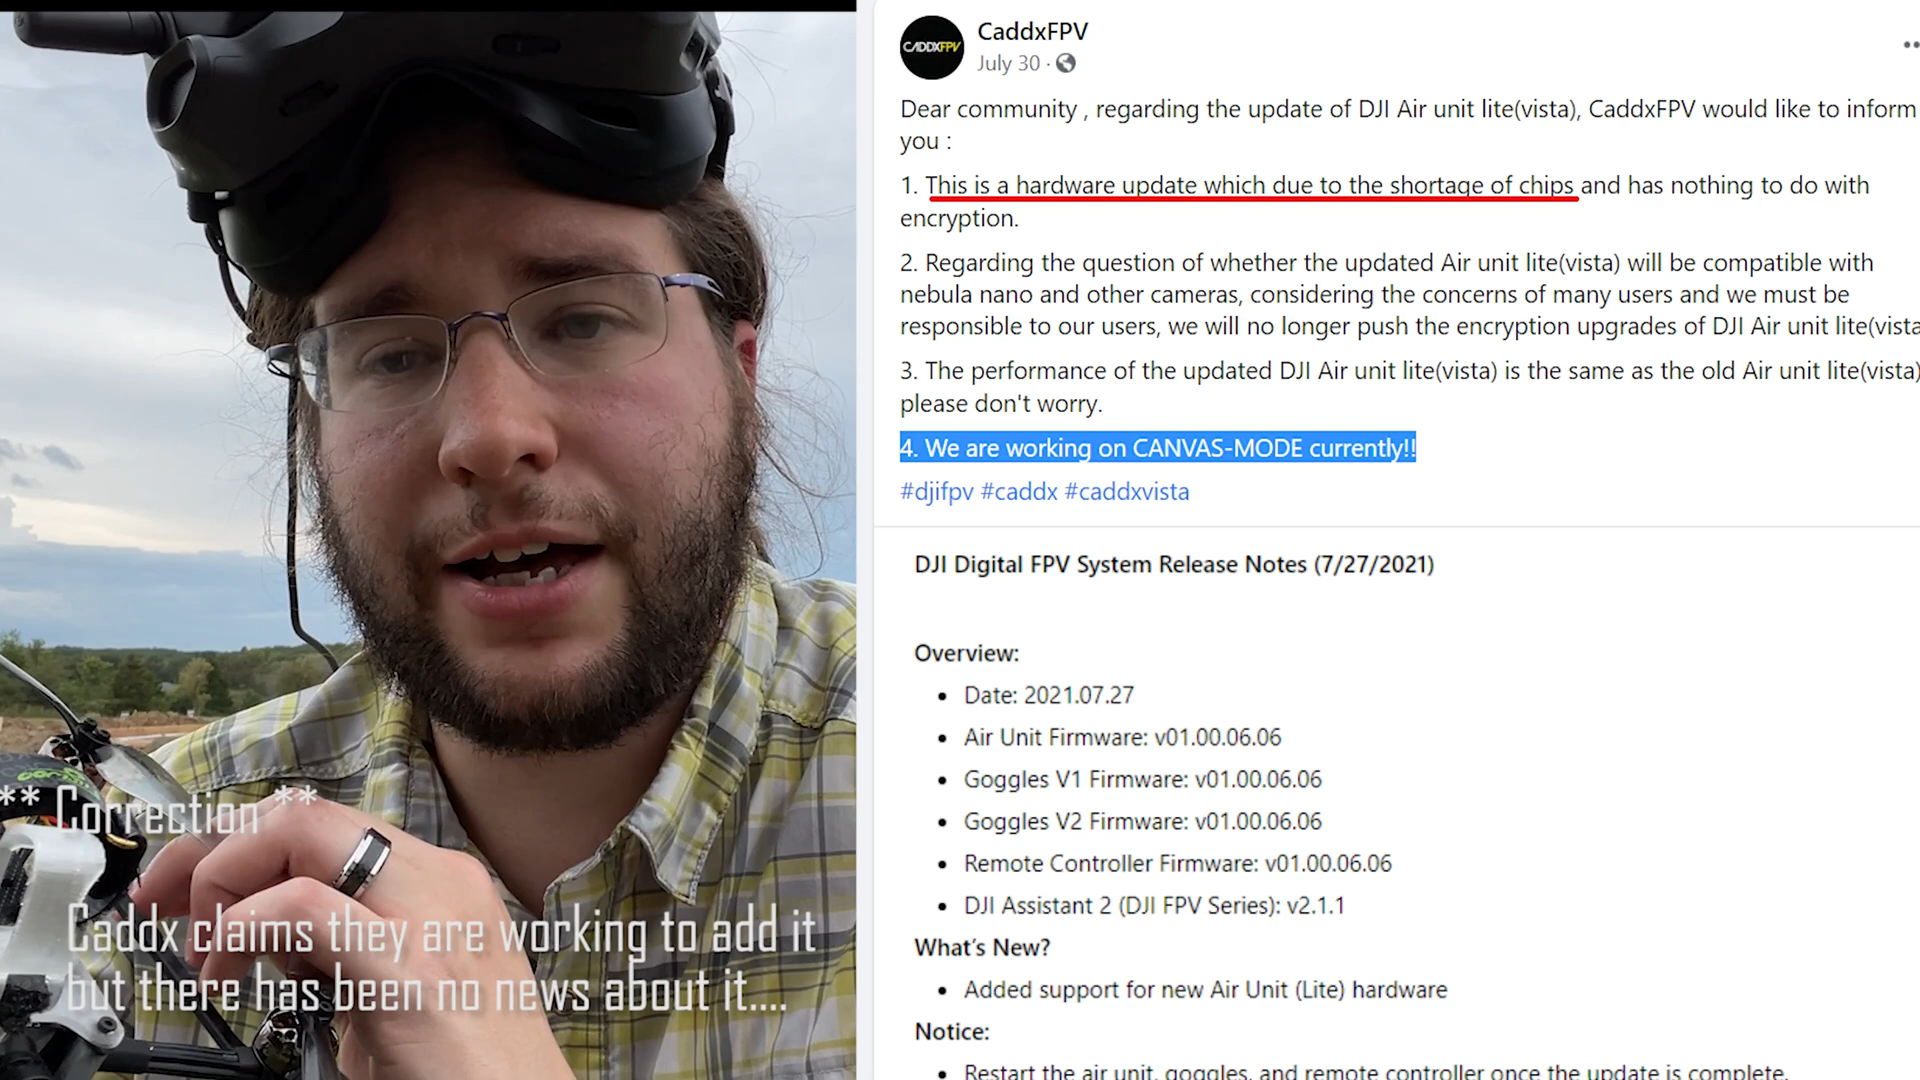 CADDXFPV
CaddxFPV
July 30 ·
Dear community , regarding the update of DJI Air unit lite(vista), CaddxFPV would like to inform
you :
1. This is a hardware update which due to the shortage of chips and has nothing to do with
encryption.
2. Regarding the question of whether the updated Air unit lite(vista) will be compatible with
nebula nano and other cameras, considering the concerns of many users and we must be
responsible to our users, we will no longer push the encryption upgrades of DJI Air unit lite(vista
3. The performance of the updated DJI Air unit lite(vista) is the same as the old Air unit lite(vista)
please don't worry.
4. We are working on CANVAS-MODE currently!!
#djifpv #caddx #caddxvista
DJI Digital FPV System Release Notes (7/27/2021)
Overview:
• Date: 2021.07.27
• Air Unit Firmware: v01.00.06.06
• Goggles V1 Firmware: v01.00.06.06
• Goggles V2 Firmware: v01.00.06.06
• Remote Controller Firmware: v01.00.06.06
• DJI Assistant 2 (DJI FPV Series): v2.1.1
What's New?
• Added support for new Air Unit (Lite) hardware
Notice:
• Restart the air unit, goggles, and remote controller once the update is complete.
** Correction **
Caddx claims they are working to add it
but there has been no news about it....